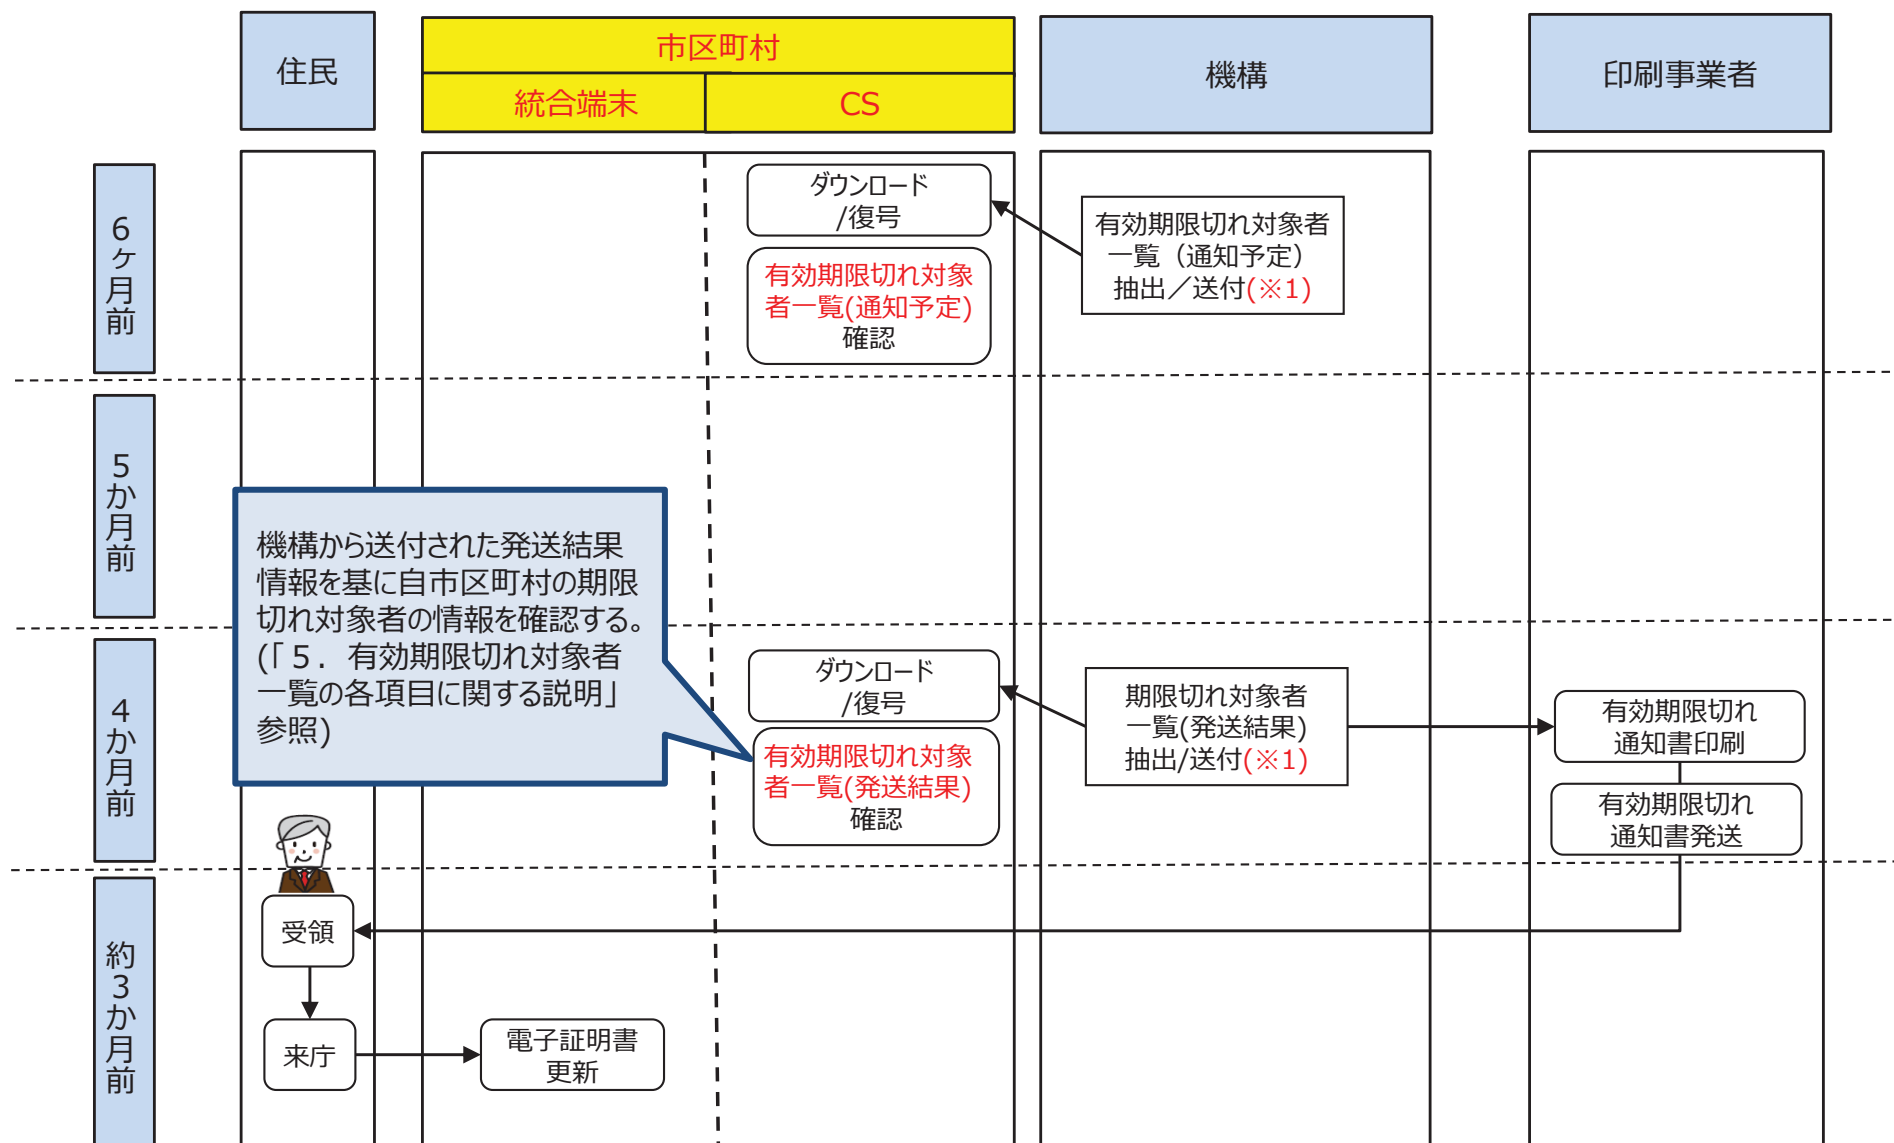 住民
市区町村
統合端末
CS
機構
印刷事業者
6ヶ月前
ダウンロード
/復号
有効期限切れ対象
者一覧(通知予定)
確認
有効期限切れ対象者
一覧（通知予定）
抽出／送付(※1)
5か月前
機構から送付された発送結果
情報を基に自市区町村の期限
切れ対象者の情報を確認する。
(「５．有効期限切れ対象者
一覧の各項目に関する説明」
参照)
4か月前
ダウンロード
/復号
有効期限切れ対象
者一覧(発送結果)
確認
期限切れ対象者
一覧(発送結果)
抽出/送付(※1)
有効期限切れ
通知書印刷
有効期限切れ
通知書発送
約3か月前
受領
来庁
電子証明書
更新